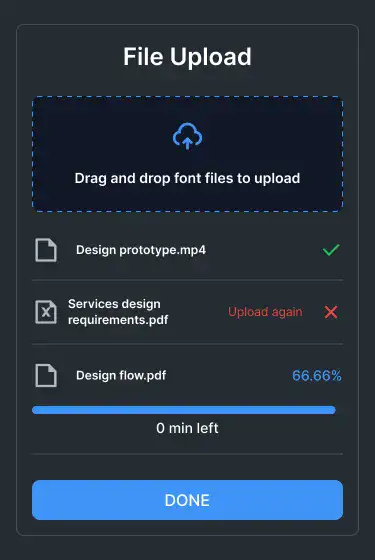 File Upload
Drag and drop font files to upload
Design prototype.mp4
Services design
requirements.pdf
Upload again
Design flow.pdf
66.66%
0 min left
DONE